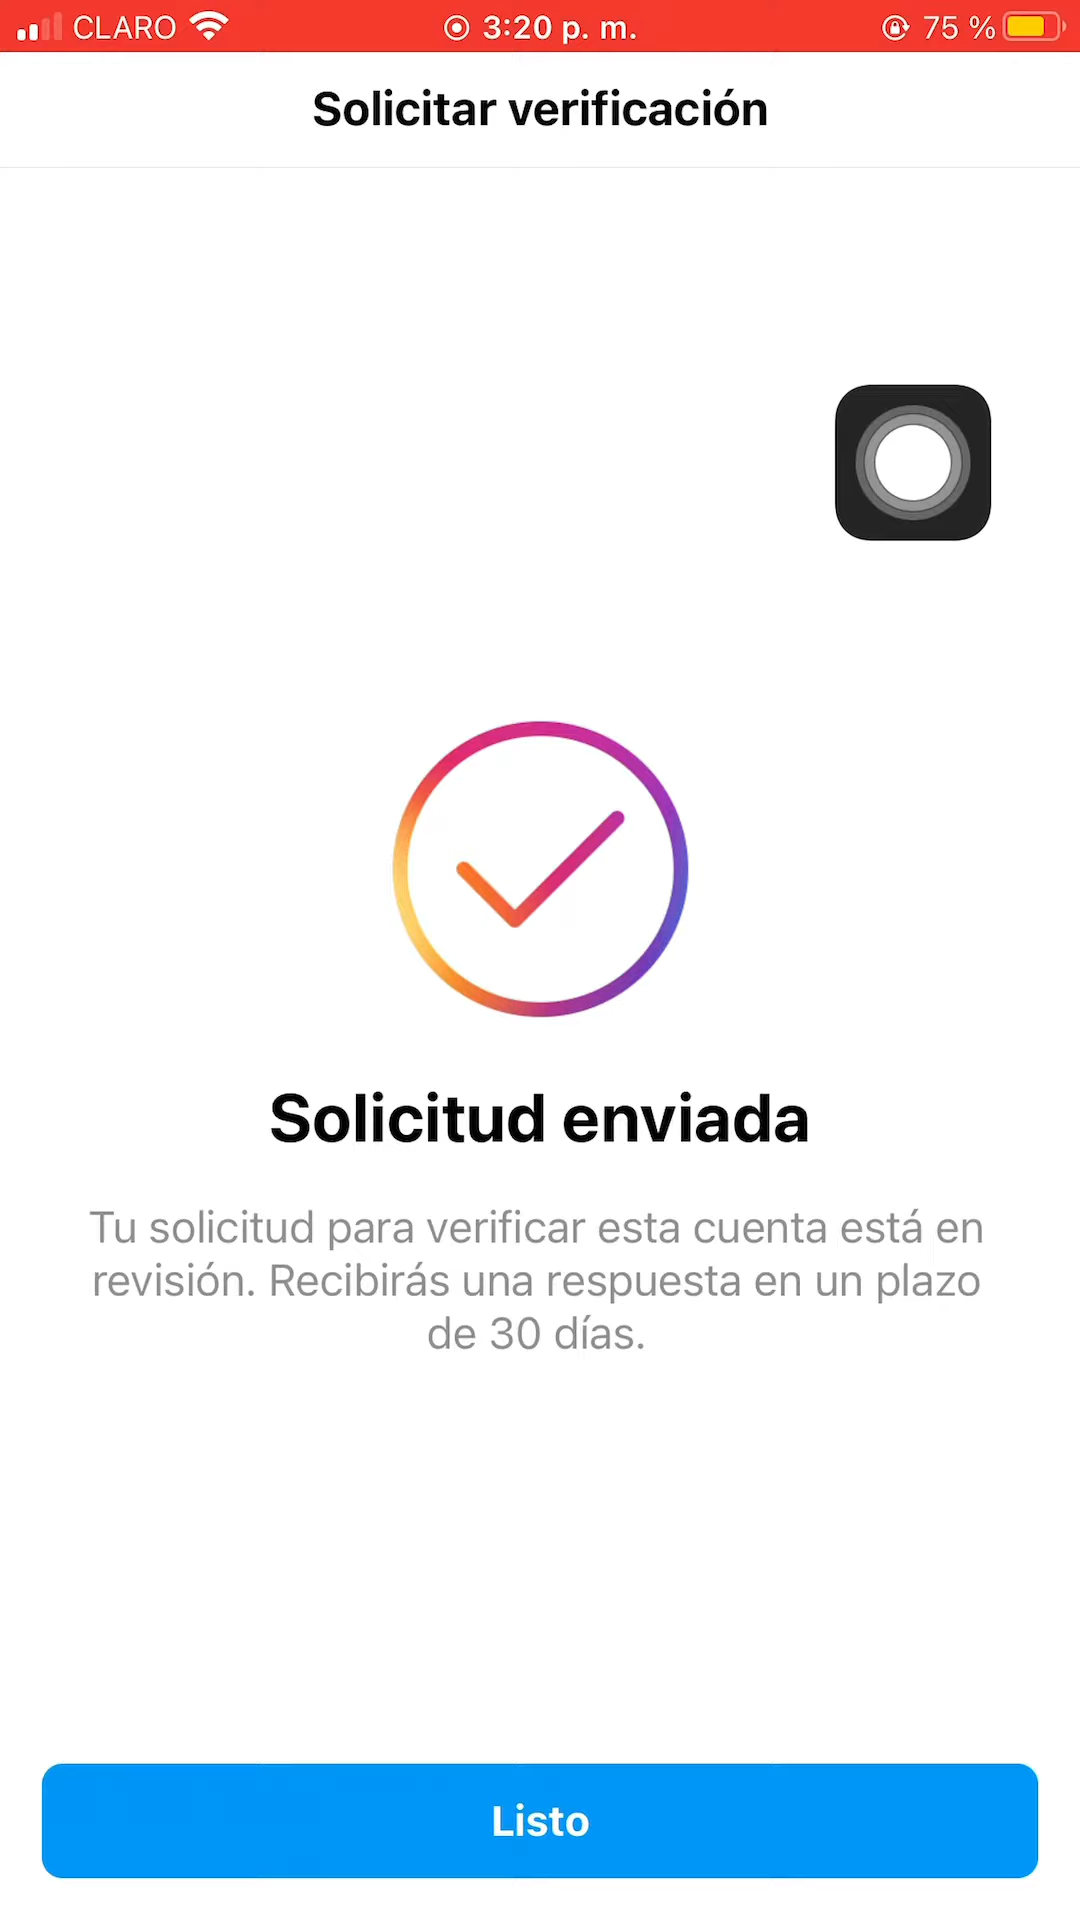 CLARO 3:20 p. m. 75 %
Solicitar verificación
Solicitud enviada
Tu solicitud para verificar esta cuenta está en
revisión. Recibirás una respuesta en un plazo
de 30 días.
Listo